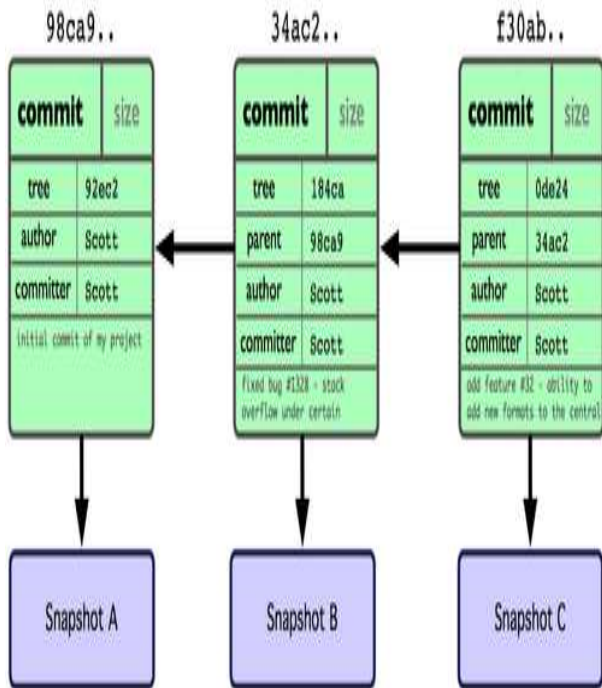 98ca9..
commit size
tree 92ec2
author Scott
committer Scott
initial commit of my project
Snapshot A
34ac2..
commit size
tree 184ca
parent 98ca9
author Scott
committer Scott
fixed bug #1328 - stack
overflow under certain
Snapshot B
f30ab..
commit size
tree 0de24
parent 34ac2
author Scott
committer Scott
add feature #32 - ability to
add new formats to the central
Snapshot C